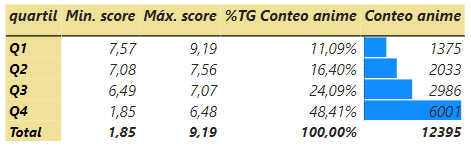 quartil Min. score Máx. score %TG Conteo anime Conteo anime
Q1 7,57 9,19 11,09% 1375
Q2 7,08 7,56 16,40% 2033
Q3 6,49 7,07 24,09% 2986
Q4 1,85 6,48 48,41% 6001
Total 1,85 9,19 100,00% 12395